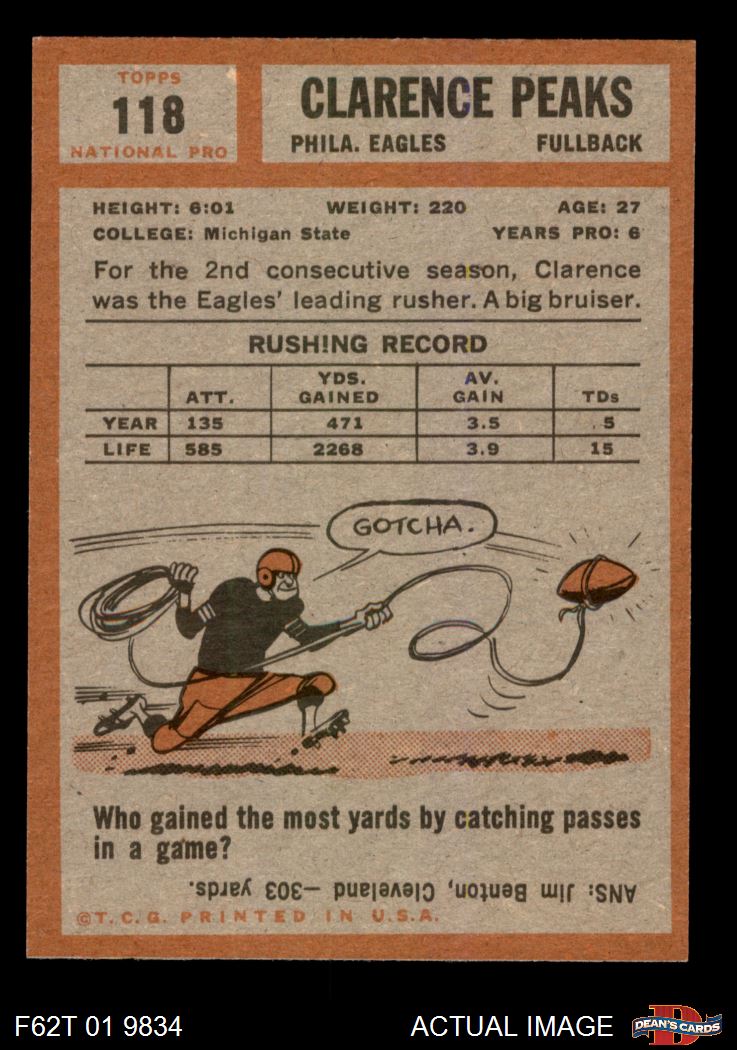 TOPPS
118
NATIONAL PRO
CLARENCE PEAKS
PHILA. EAGLES FULLBACK
HEIGHT: 6:01 WEIGHT: 220 AGE: 27
COLLEGE: Michigan State YEARS PRO: 6
For the 2nd consecutive season, Clarence
was the Eagles' leading rusher. A big bruiser.
RUSHING RECORD
ATT. YDS. GAINED AV. GAIN TDs
YEAR 135 471 3.5 5
LIFE 585 2268 3.9 15
GOTCHA.
Who gained the most yards by catching passes
in a game?
ANS: Jim Benton, Cleveland —303 yards.
©T.C.G. PRINTED IN U.S.A.
F62T 01 9834 ACTUAL IMAGE
D
DEAN'S CARDS